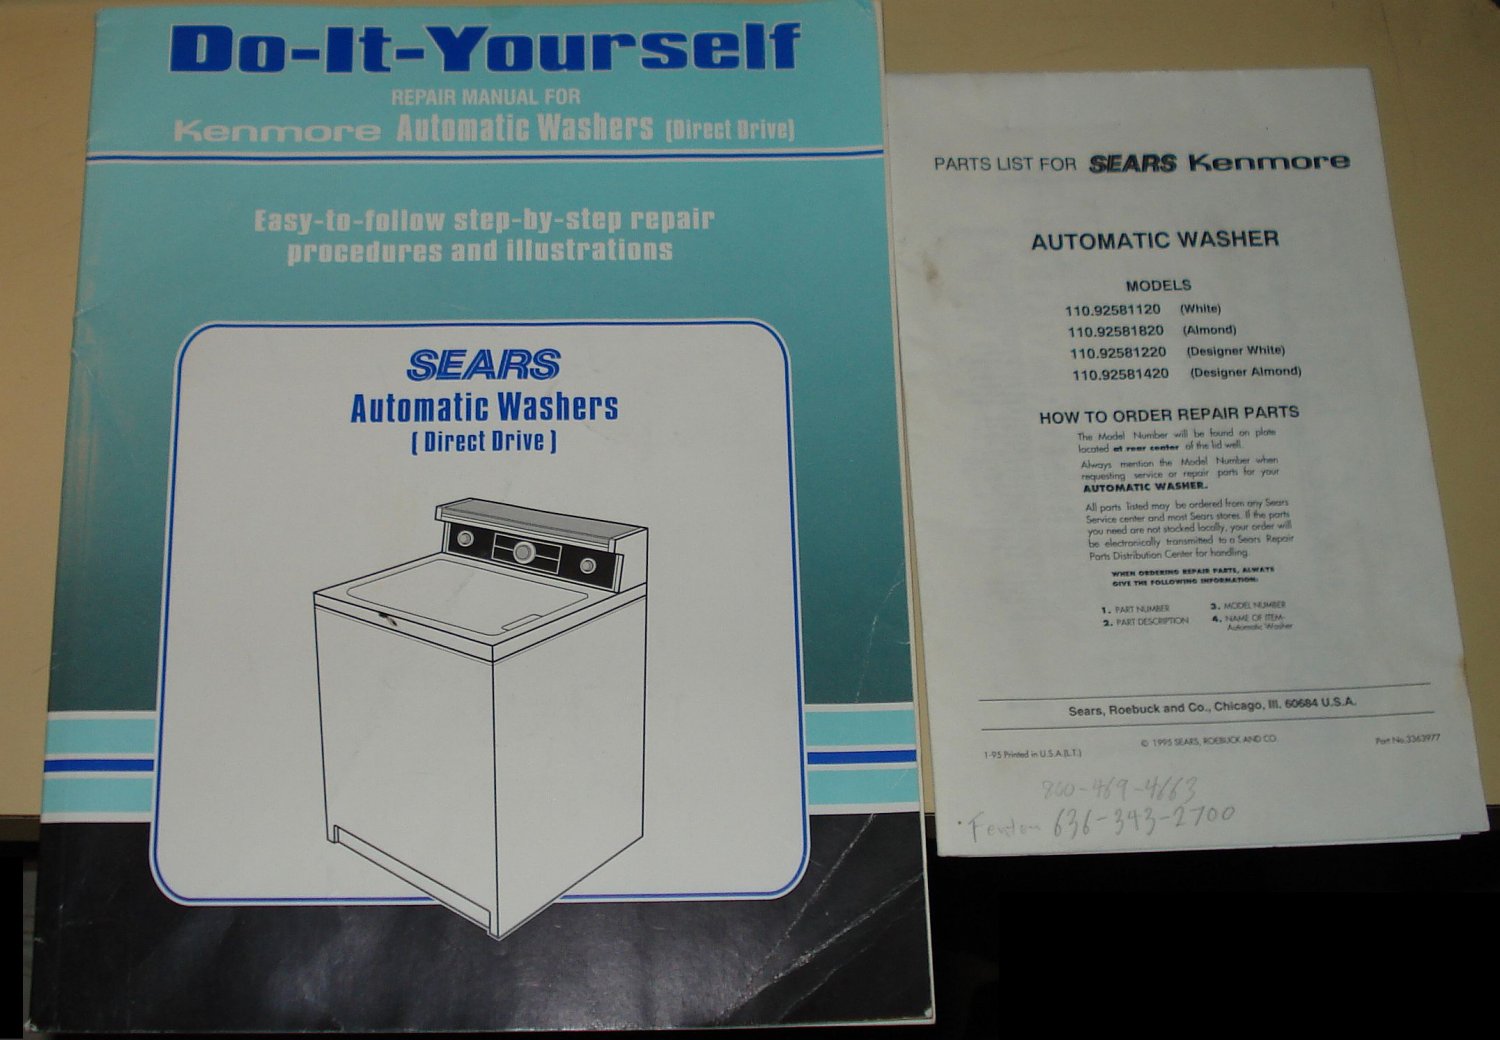 Do-It-Yourself
REPAIR MANUAL FOR
Kenmore Automatic Washers (Direct Drive)
Easy-to-follow step-by-step repair
procedures and illustrations
SEARS
Automatic Washers
( Direct Drive )
PARTS LIST FOR SEARS Kenmore
AUTOMATIC WASHER
MODELS
110.92581120 (White)
110.92581820 (Almond)
110.92581220 (Designer White)
110.92581420 (Designer Almond)
HOW TO ORDER REPAIR PARTS
The Model Number will be found on plate
located at rear center of the lid well.
Always mention the Model Number when
requesting service or repair parts for your
AUTOMATIC WASHER.
All parts listed may be ordered from any Sears
Service center and most Sears stores. If the parts
you need are not stocked locally, your order will
be electronically transmitted to a Sears Repair
Parts Distribution Center for handling.
WHEN ORDERING REPAIR PARTS, ALWAYS
GIVE THE FOLLOWING INFORMATION:
1. PART NUMBER 3. MODEL NUMBER
2. PART DESCRIPTION 4. NAME OF ITEM-
Automatic Washer
Sears, Roebuck and Co., Chicago, Ill. 60684 U.S.A.
1-95 Printed in U.S.A.(L.T.) © 1995 SEARS, ROEBUCK AND CO. Part No. 3363977
800-469-4663
Fenton 636-343-2700